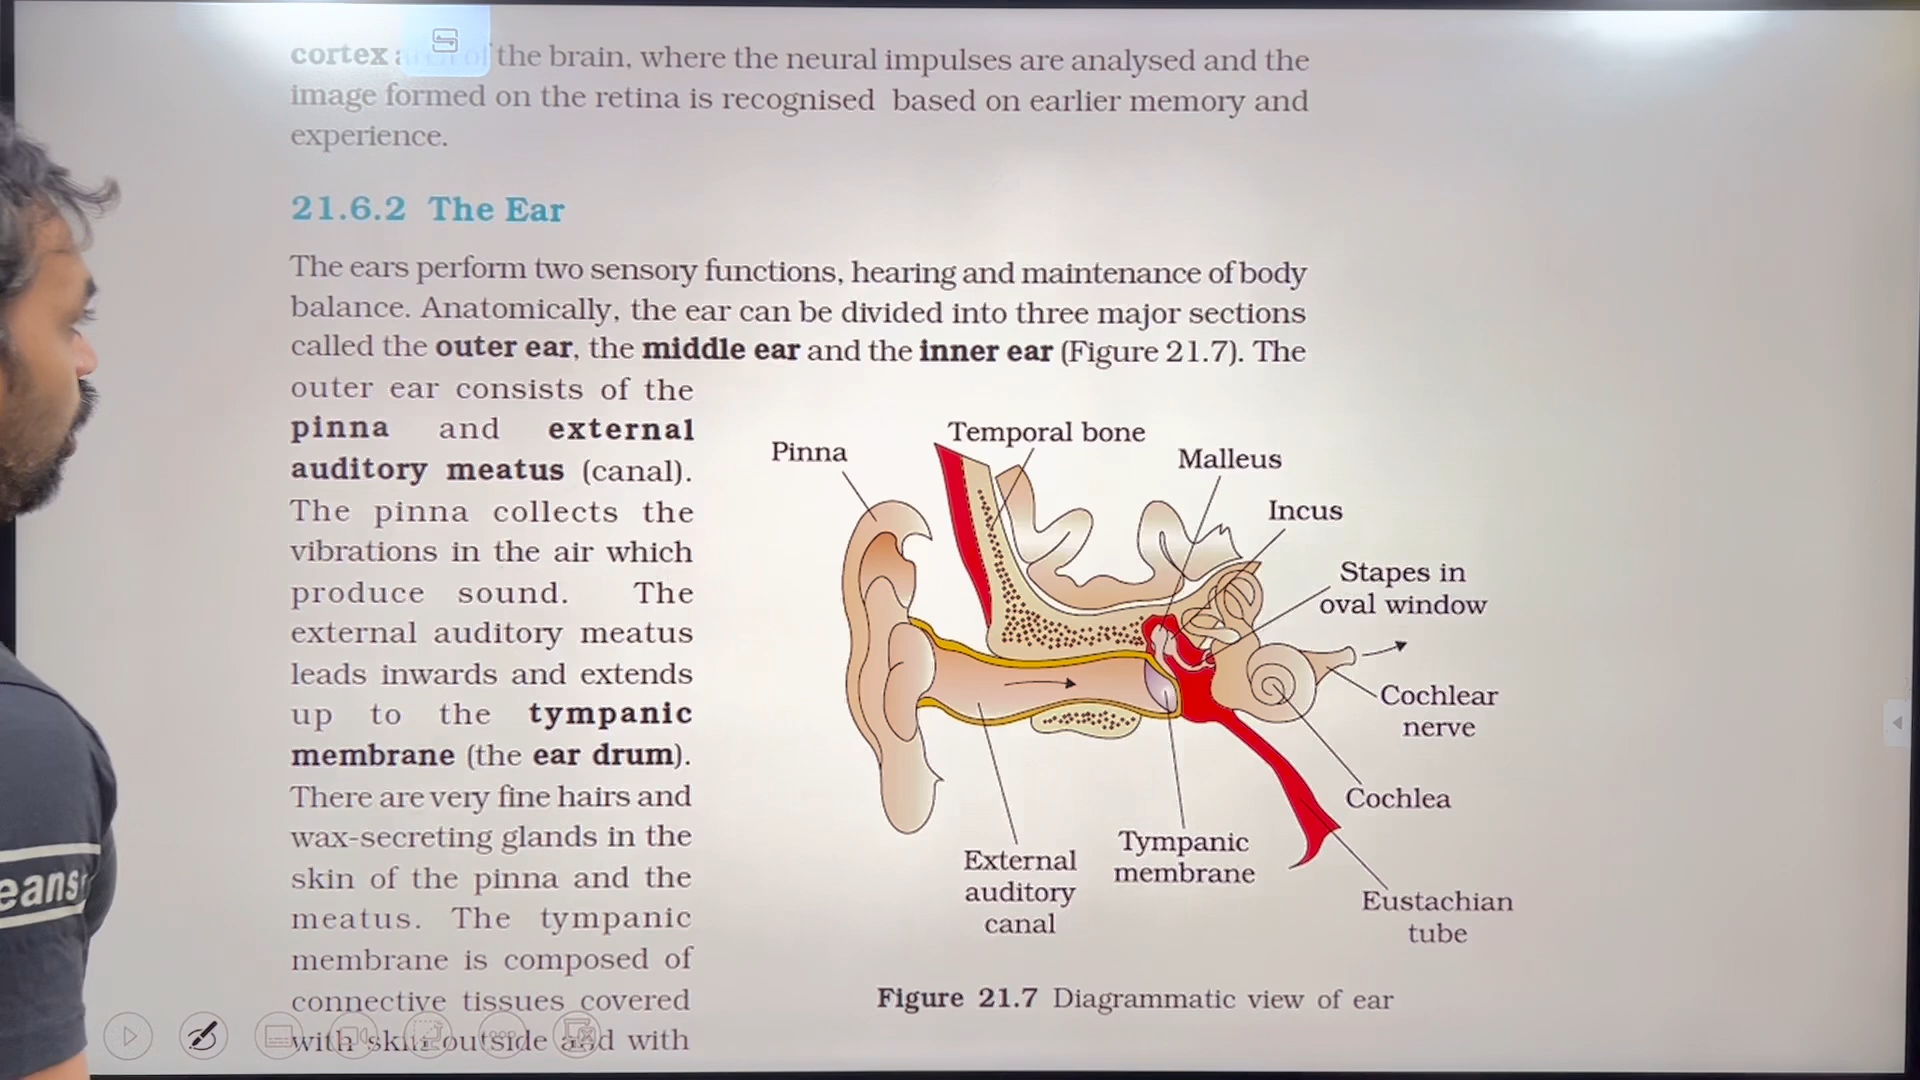 cortex area of the brain, where the neural impulses are analysed and the
image formed on the retina is recognised based on earlier memory and
experience.
21.6.2 The Ear
The ears perform two sensory functions, hearing and maintenance of body
balance. Anatomically, the ear can be divided into three major sections
called the outer ear, the middle ear and the inner ear (Figure 21.7). The
outer ear consists of the
pinna and external
auditory meatus (canal).
The pinna collects the
vibrations in the air which
produce sound. The
external auditory meatus
leads inwards and extends
up to the tympanic
membrane (the ear drum).
There are very fine hairs and
wax-secreting glands in the
skin of the pinna and the
meatus. The tympanic
membrane is composed of
connective tissues covered
with skin outside and with
Pinna
Temporal bone
Malleus
Incus
Stapes in
oval window
Cochlear
nerve
Cochlea
Eustachian
tube
Tympanic
membrane
External
auditory
canal
Figure 21.7 Diagrammatic view of ear
eans